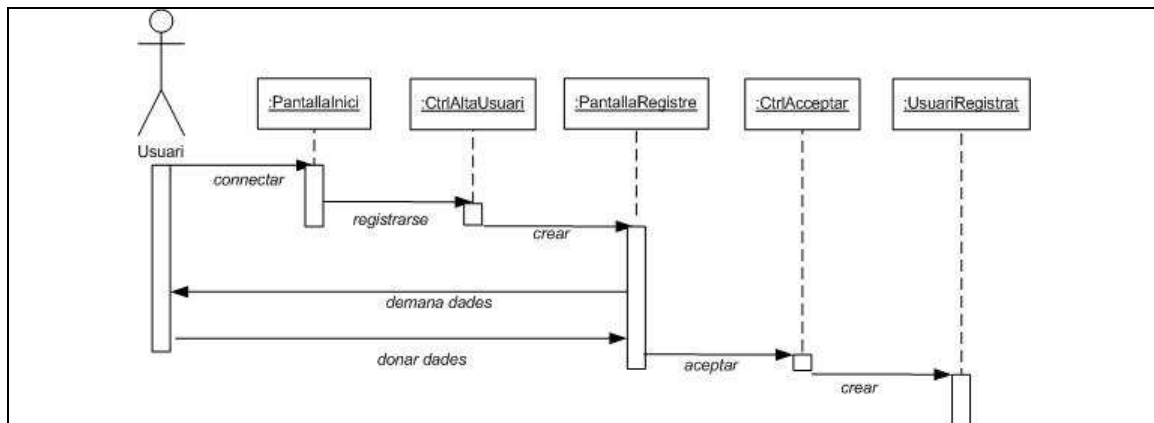 :PantallaInici
:CtrlAltaUsuari
:PantallaRegistre
:CtrlAcceptar
:UsuariRegistrat
Usuari
connectar
registrarse
crear
demana dades
donar dades
aceptar
crear